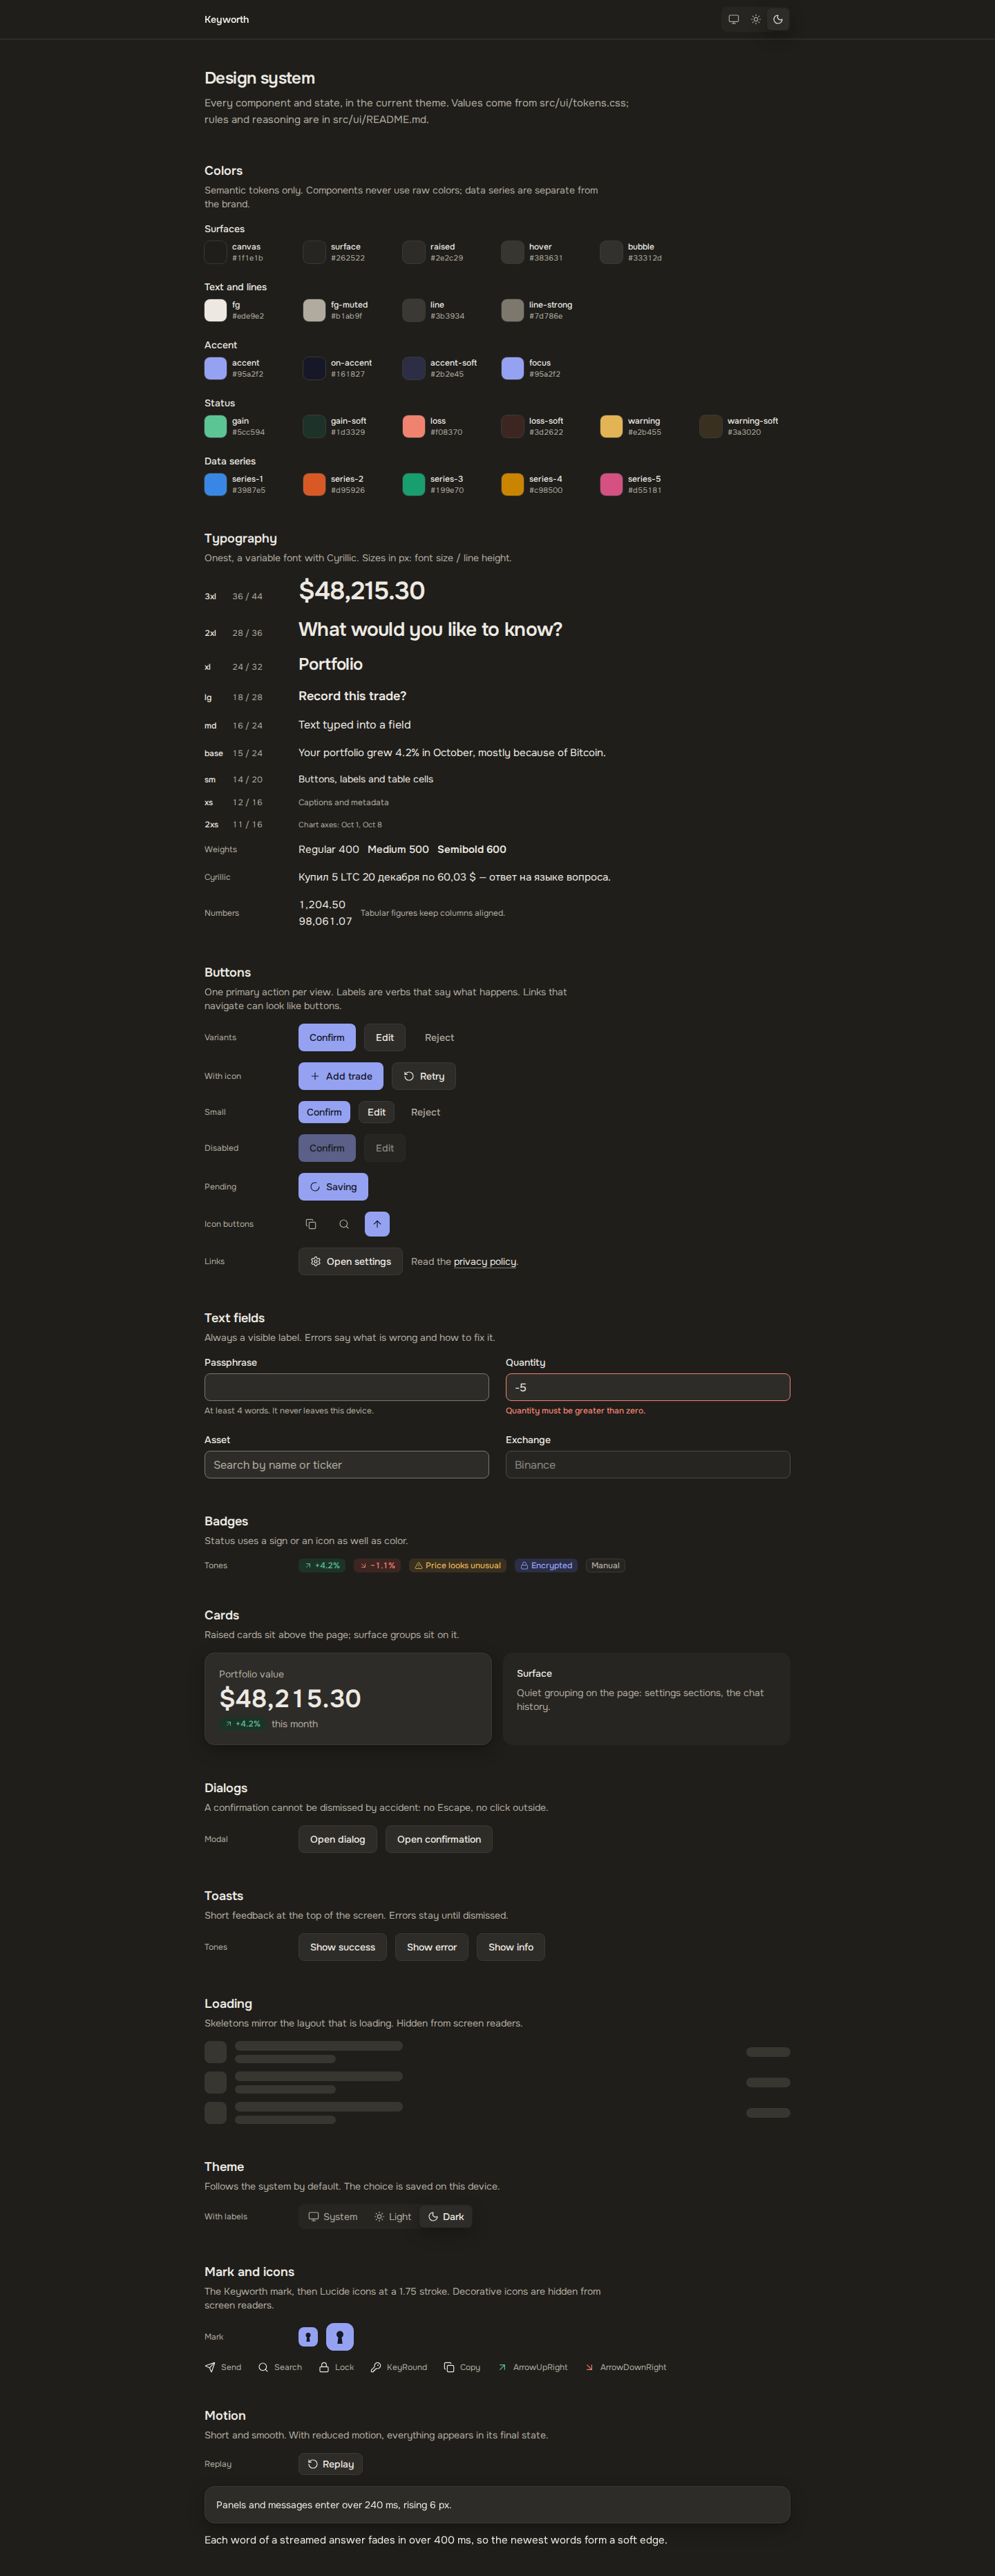 Keyworth
Design system
Every component and state, in the current theme. Values come from src/ui/tokens.css;
rules and reasoning are in src/ui/README.md.
Colors
Semantic tokens only. Components never use raw colors; data series are separate from
the brand.
Surfaces
canvas surface raised hover bubble
#1f1e1b #262522 #2e2c29 #383631 #33312d
Text and lines
fg fg-muted line line-strong
#ede9e2 #b1ab9f #3b3934 #7d786e
Accent
accent on-accent accent-soft focus
#95a2f2 #161827 #2b2e45 #95a2f2
Status
gain gain-soft loss loss-soft warning warning-soft
#5cc594 #1d3329 #f08370 #3d2622 #e2b455 #3a3020
Data series
series-1 series-2 series-3 series-4 series-5
#3987e5 #d95926 #199e70 #c98500 #d55181
Typography
Onest, a variable font with Cyrillic. Sizes in px: font size / line height.
3xl 36 / 44 $48,215.30
2xl 28 / 36 What would you like to know?
xl 24 / 32 Portfolio
lg 18 / 28 Record this trade?
md 16 / 24 Text typed into a field
base 15 / 24 Your portfolio grew 4.2% in October, mostly because of Bitcoin.
sm 14 / 20 Buttons, labels and table cells
xs 12 / 16 Captions and metadata
2xs 11 / 16 Chart axes: Oct 1, Oct 8
Weights Regular 400 Medium 500 Semibold 600
Cyrillic Купил 5 LTC 20 декабря по 60,03 $ — ответ на языке вопроса.
Numbers 1,204.50
98,061.07 Tabular figures keep columns aligned.
Buttons
One primary action per view. Labels are verbs that say what happens. Links that
navigate can look like buttons.
Variants Confirm Edit Reject
With icon Add trade Retry
Small Confirm Edit Reject
Disabled Confirm Edit
Pending Saving
Icon buttons
Links Open settings Read the privacy policy.
Text fields
Always a visible label. Errors say what is wrong and how to fix it.
Passphrase Quantity
-5
At least 4 words. It never leaves this device. Quantity must be greater than zero.
Asset Exchange
Search by name or ticker Binance
Badges
Status uses a sign or an icon as well as color.
Tones +4.2% −1.1% Price looks unusual Encrypted Manual
Cards
Raised cards sit above the page; surface groups sit on it.
Portfolio value
$48,215.30
+4.2% this month
Surface
Quiet grouping on the page: settings sections, the chat
history.
Dialogs
A confirmation cannot be dismissed by accident: no Escape, no click outside.
Modal Open dialog Open confirmation
Toasts
Short feedback at the top of the screen. Errors stay until dismissed.
Tones Show success Show error Show info
Loading
Skeletons mirror the layout that is loading. Hidden from screen readers.
Theme
Follows the system by default. The choice is saved on this device.
With labels System Light Dark
Mark and icons
The Keyworth mark, then Lucide icons at a 1.75 stroke. Decorative icons are hidden from
screen readers.
Mark
Send Search Lock KeyRound Copy ArrowUpRight ArrowDownRight
Motion
Short and smooth. With reduced motion, everything appears in its final state.
Replay Replay
Panels and messages enter over 240 ms, rising 6 px.
Each word of a streamed answer fades in over 400 ms, so the newest words form a soft edge.